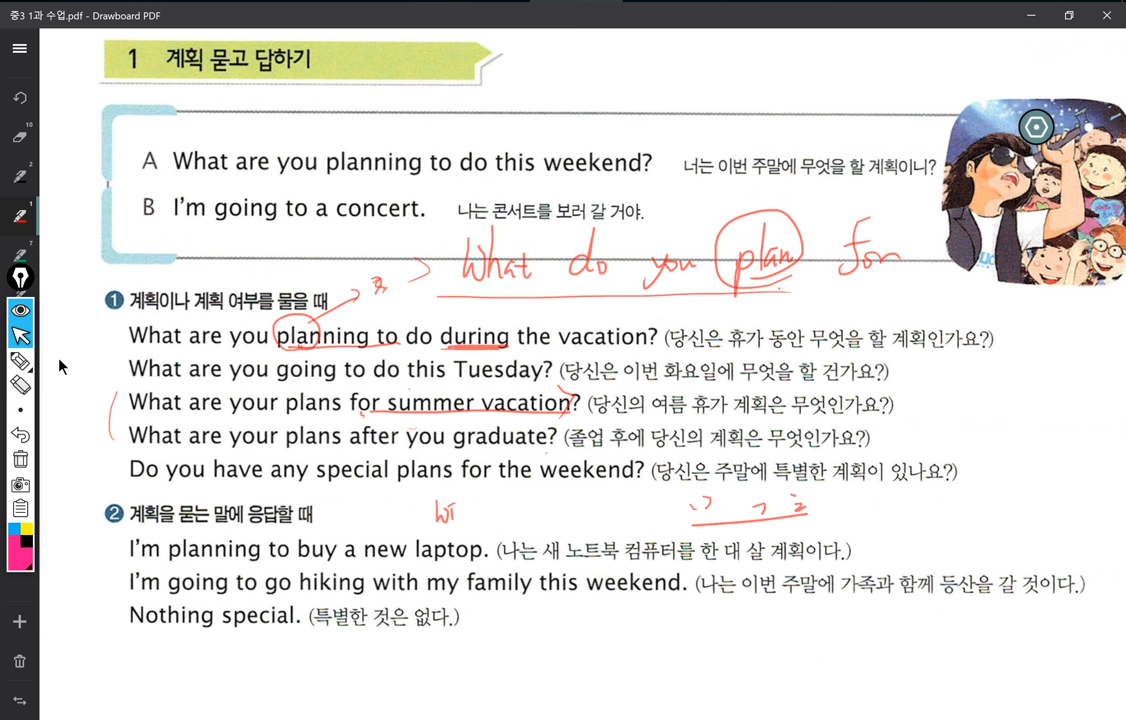 중3 1과 수업.pdf - Drawboard PDF
1 계획 묻고 답하기
A What are you planning to do this weekend? 너는 이번 주말에 무엇을 할 계획이니?
B I'm going to a concert. 나는 콘서트를 보러 갈 거야.
What do you plan for
1 계획이나 계획 여부를 물을 때
What are you planning to do during the vacation? (당신은 휴가 동안 무엇을 할 계획인가요?)
What are you going to do this Tuesday? (당신은 이번 화요일에 무엇을 할 건가요?)
What are your plans for summer vacation? (당신의 여름 휴가 계획은 무엇인가요?)
What are your plans after you graduate? (졸업 후에 당신의 계획은 무엇인가요?)
Do you have any special plans for the weekend? (당신은 주말에 특별한 계획이 있나요?)
2 계획을 묻는 말에 응답할 때
I'm planning to buy a new laptop. (나는 새 노트북 컴퓨터를 한 대 살 계획이다.)
I'm going to go hiking with my family this weekend. (나는 이번 주말에 가족과 함께 등산을 갈 것이다.)
Nothing special. (특별한 것은 없다.)
10
2
1
7